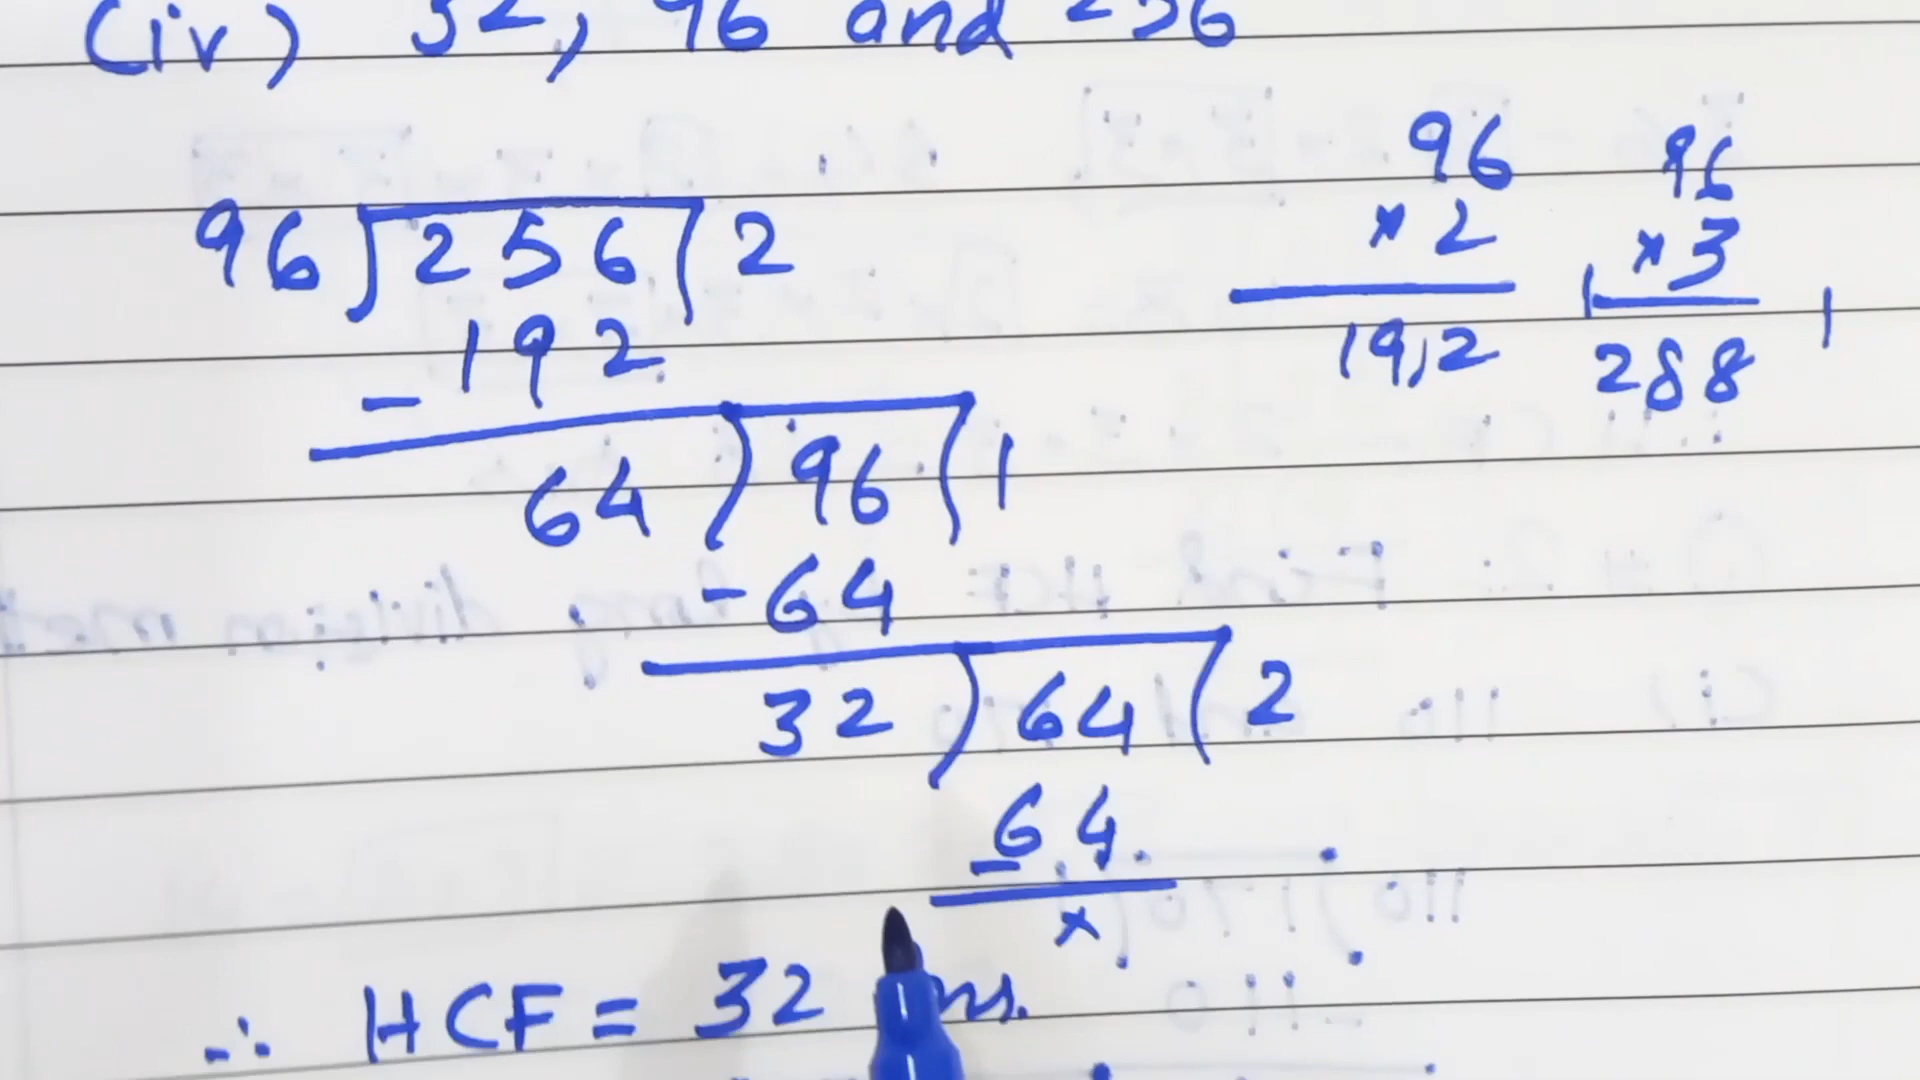 (iv) 32, 96 and 256
96 ) 256 ( 2
- 192
64 ) 96 ( 1
- 64
32 ) 64 ( 2
- 64
x
∴ HCF = 32
96
x 2
192
96
x 3
288